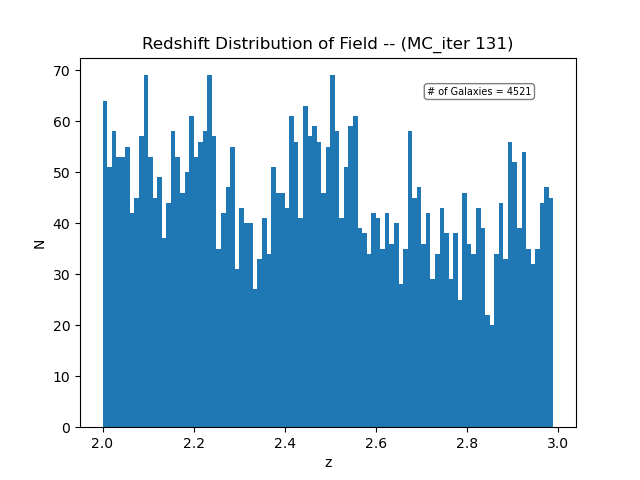 Redshift Distribution of Field -- (MC_iter 131)
# of Galaxies = 4521
70
60
50
40
30
20
10
0
N
2.0 2.2 2.4 2.6 2.8 3.0
z